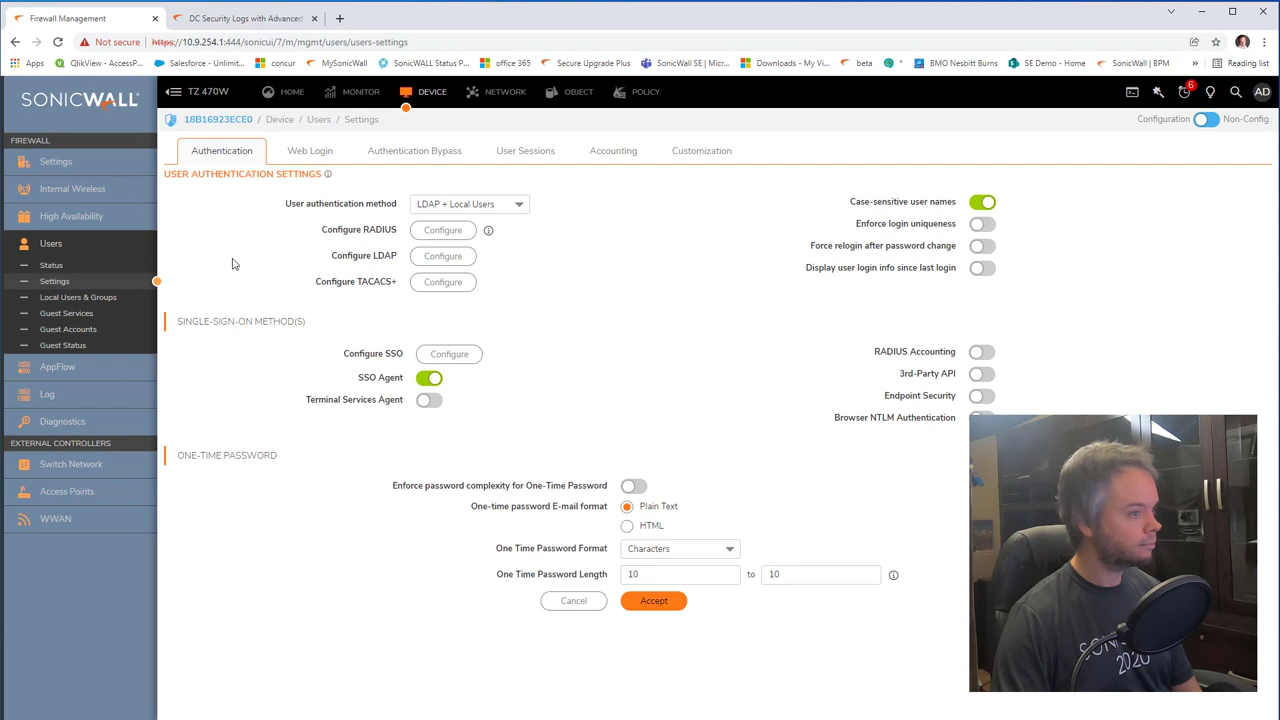 Firewall Management
DC Security Logs with Advanced
Not secure https://10.9.254.1:444/sonicui/7/m/mgmt/users/users-settings
Apps QlikView - AccessPo... Salesforce - Unlimit... concur MySonicWall SonicWALL Status P... office 365 Secure Upgrade Plus SonicWall SE | Micr... Downloads - My Vi... beta BMO Nesbitt Burns SE Demo - Home SonicWall | BPM Reading list
SONICWALL
TZ 470W HOME MONITOR DEVICE NETWORK OBJECT POLICY 6 AD
18B16923ECE0 / Device / Users / Settings Configuration Non-Config
FIREWALL
Settings
Internal Wireless
High Availability
Users
Status
Settings
Local Users & Groups
Guest Services
Guest Accounts
Guest Status
AppFlow
Log
Diagnostics
EXTERNAL CONTROLLERS
Switch Network
Access Points
WWAN
Authentication Web Login Authentication Bypass User Sessions Accounting Customization
USER AUTHENTICATION SETTINGS
User authentication method LDAP + Local Users
Configure RADIUS Configure
Configure LDAP Configure
Configure TACACS+ Configure
Case-sensitive user names
Enforce login uniqueness
Force relogin after password change
Display user login info since last login
SINGLE-SIGN-ON METHOD(S)
Configure SSO Configure
SSO Agent
Terminal Services Agent
RADIUS Accounting
3rd-Party API
Endpoint Security
Browser NTLM Authentication
ONE-TIME PASSWORD
Enforce password complexity for One-Time Password
One-time password E-mail format Plain Text
HTML
One Time Password Format Characters
One Time Password Length 10 to 10
Cancel Accept
2020